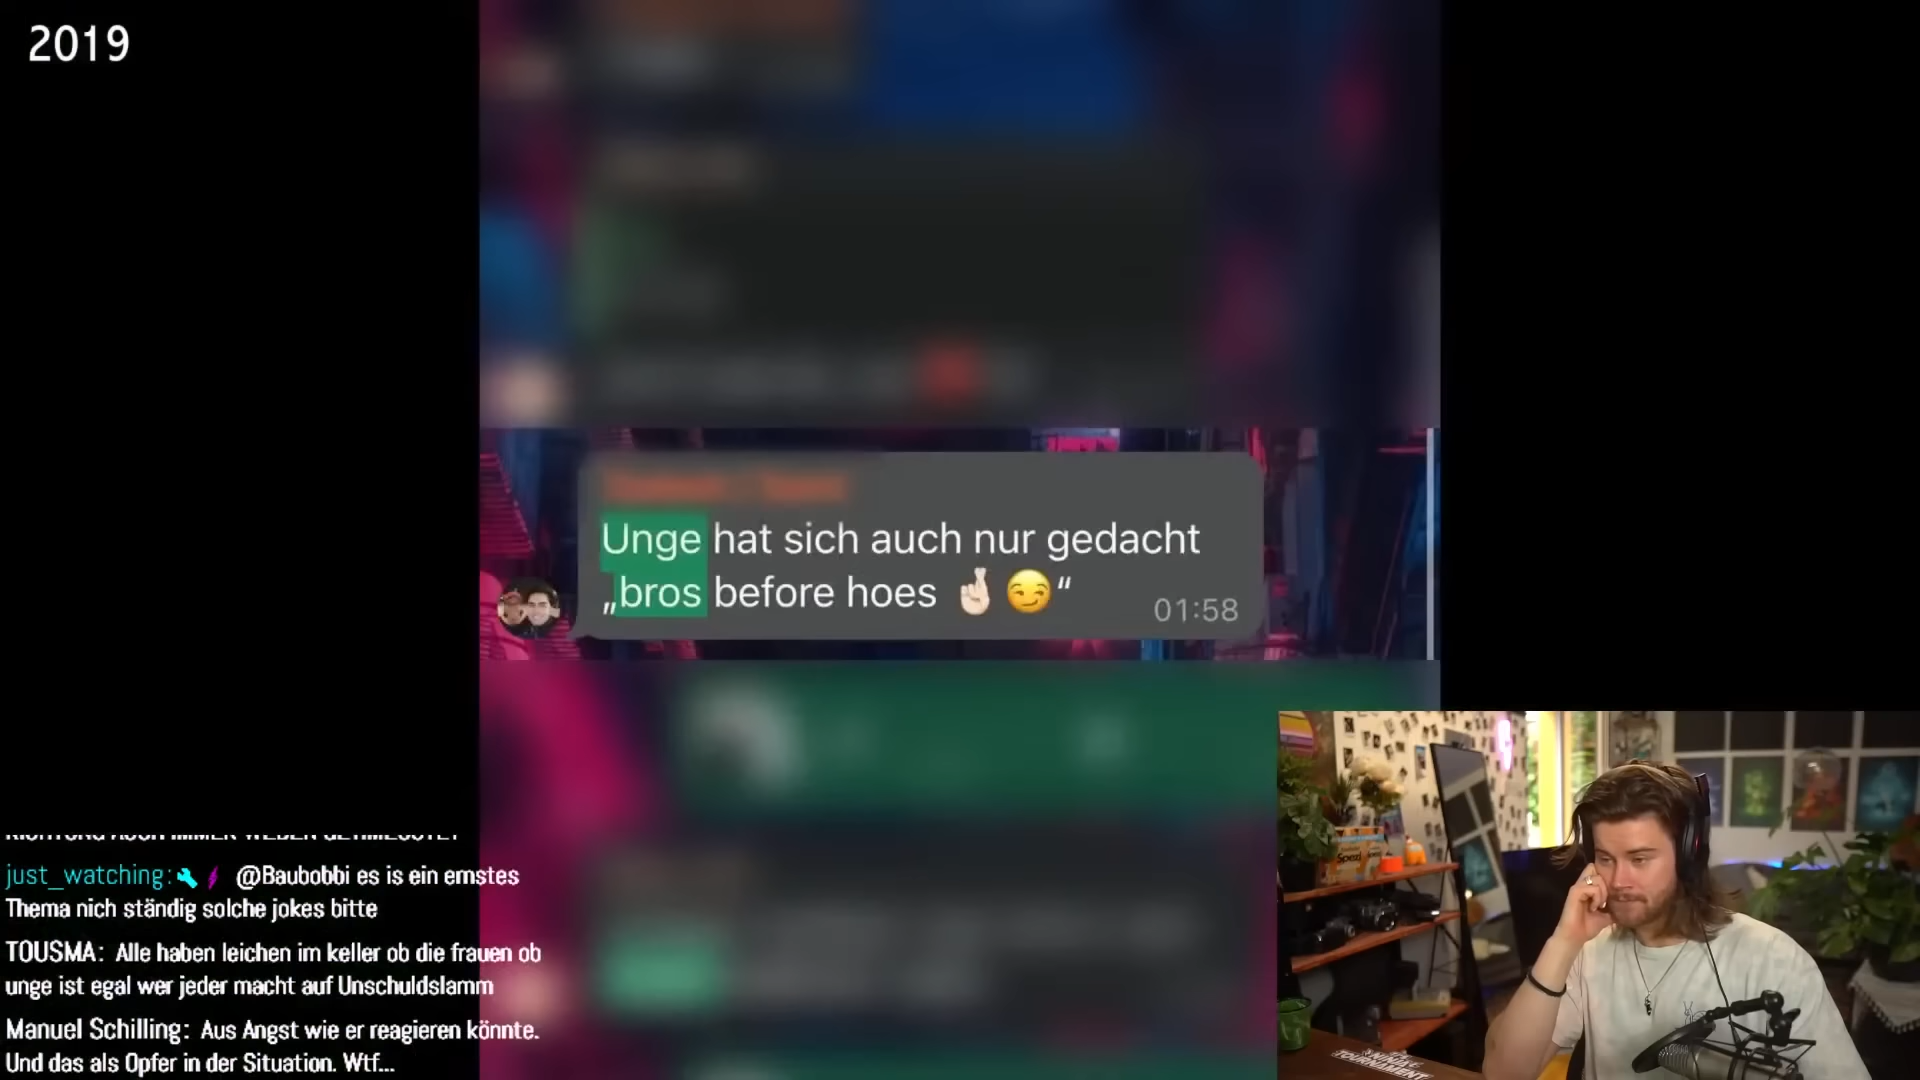 2019
Unge hat sich auch nur gedacht
„bros before hoes 🤞🏻😏“
01:58
just_watching: @Baubobbi es is ein ernstes
Thema nich ständig solche jokes bitte
TOUSMA: Alle haben leichen im keller ob die frauen ob
unge ist egal wer jeder macht auf Unschuldslamm
Manuel Schilling: Aus Angst wie er reagieren könnte.
Und das als Opfer in der Situation. Wtf...
Spezi
TOURNAMENT